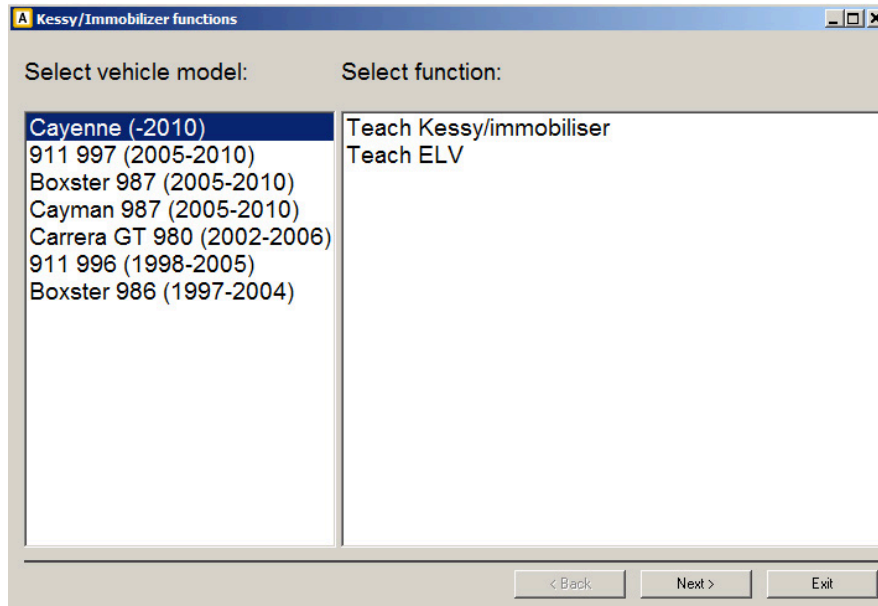 A Kessy/Immobilizer functions
Select vehicle model:
Select function:
Cayenne (-2010)
911 997 (2005-2010)
Boxster 987 (2005-2010)
Cayman 987 (2005-2010)
Carrera GT 980 (2002-2006)
911 996 (1998-2005)
Boxster 986 (1997-2004)
Teach Kessy/immobiliser
Teach ELV
< Back
Next >
Exit